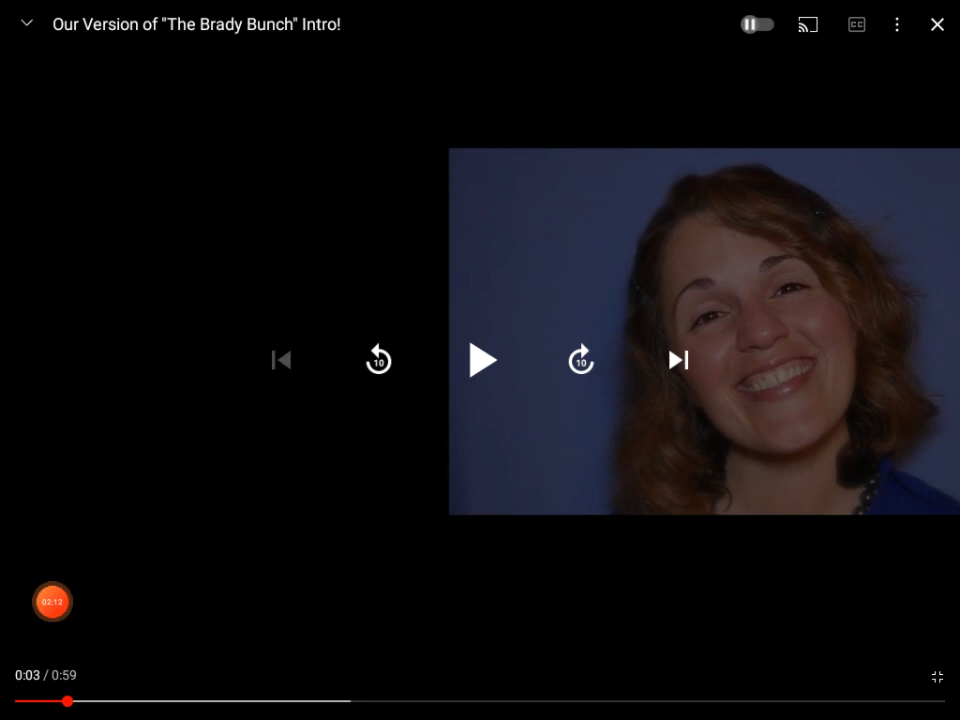 Our Version of "The Brady Bunch" Intro!
CC
10
10
02:12
0:03 / 0:59